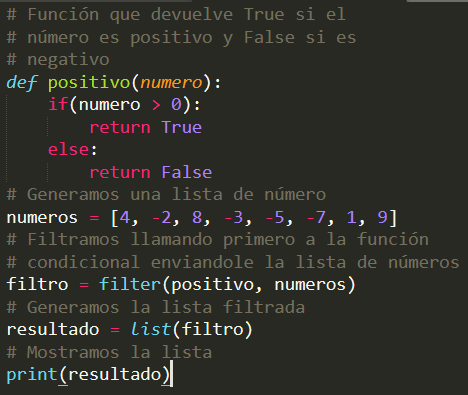 # Función que devuelve True si el
# número es positivo y False si es
# negativo
def positivo(numero):
    if(numero > 0):
        return True
    else:
        return False
# Generamos una lista de número
numeros = [4, -2, 8, -3, -5, -7, 1, 9]
# Filtramos llamando primero a la función
# condicional enviandole la lista de números
filtro = filter(positivo, numeros)
# Generamos la lista filtrada
resultado = list(filtro)
# Mostramos la lista
print(resultado)